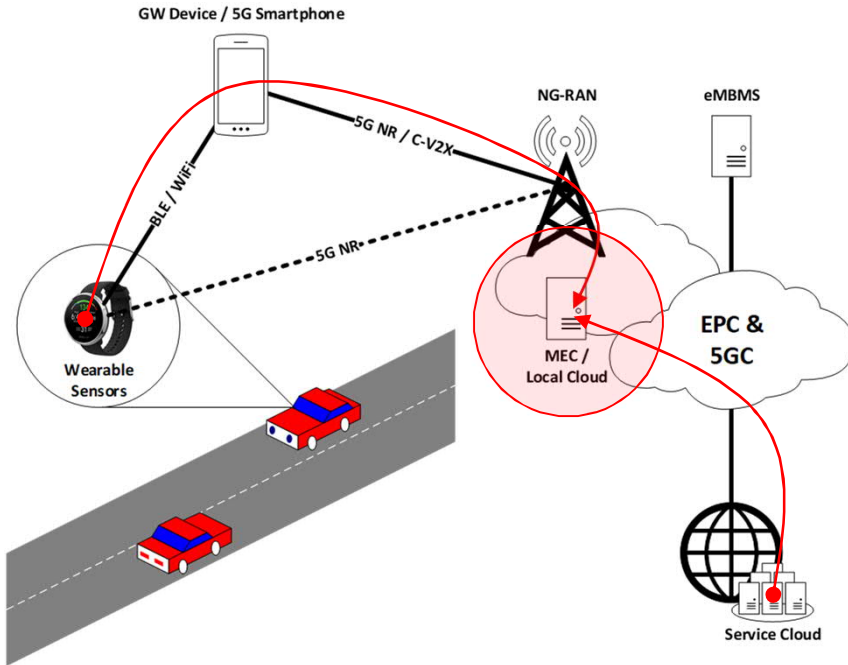 GW Device / 5G Smartphone
NG-RAN
eMBMS
5G NR / C-V2X
BLE / WiFi
5G NR
EPC &
5GC
MEC /
Local Cloud
Wearable
Sensors
Service Cloud